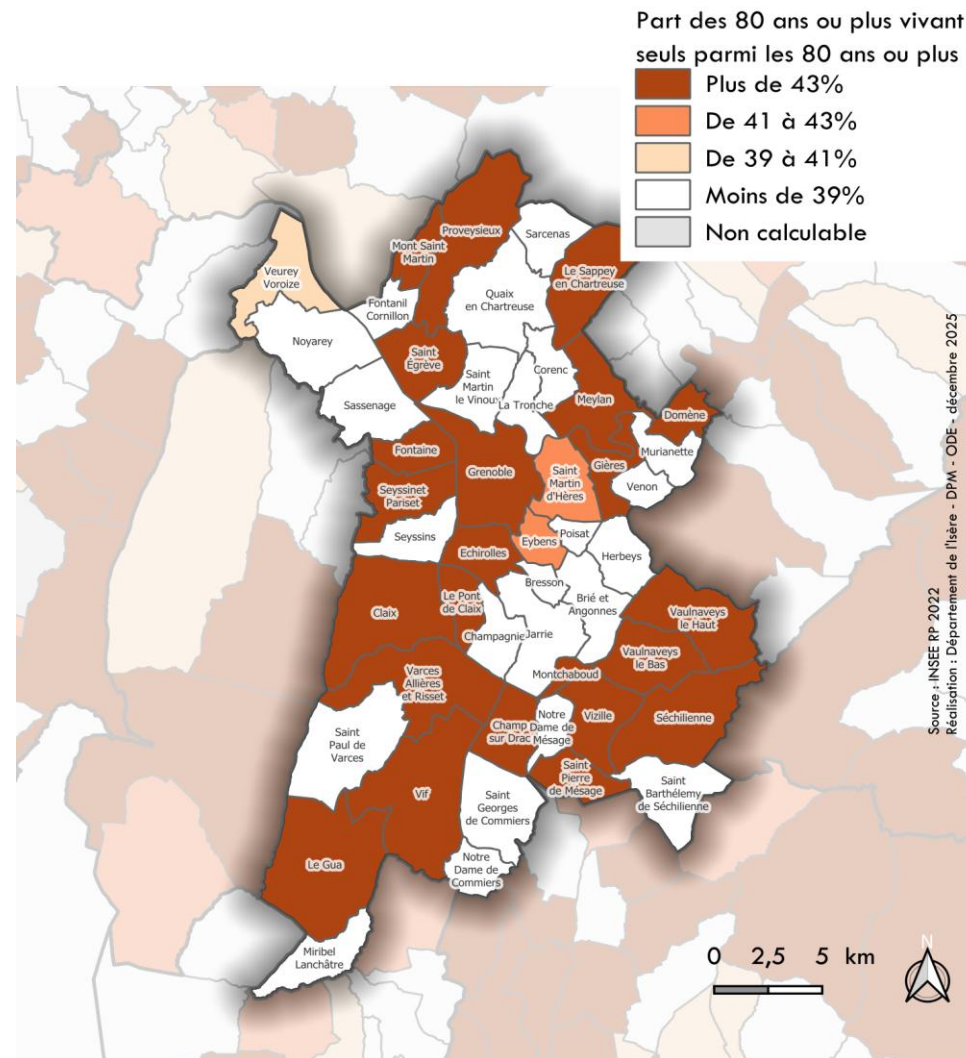 Part des 80 ans ou plus vivant
seuls parmi les 80 ans ou plus
Plus de 43%
De 41 à 43%
De 39 à 41%
Moins de 39%
Non calculable
Proveysieux
Sarcenas
Mont Saint
Martin
Le Sappey
en Chartreuse
Veurey
Voroize
Quaix
en Chartreuse
Fontanil
Cornillon
Noyarey
Saint
Égrève
Corenc
Saint
Martin
le Vinoux
Meylan
Sassenage
La Tronche
Domène
Fontaine
Murianette
Grenoble
Gières
Saint
Martin
d'Hères
Venon
Seyssinet
Pariset
Seyssins
Poisat
Eybens
Echirolles
Herbeys
Bresson
Le Pont
de Claix
Brié et
Angonnes
Claix
Vaulnaveys
le Haut
Champagnier
Jarrie
Vaulnaveys
le Bas
Varces
Allières
et Risset
Montchaboud
Notre
Dame de
Mésage
Vizille
Séchilienne
Champ
sur Drac
Saint
Paul de
Varces
Saint
Pierre
de Mésage
Saint
Barthélemy
de Séchilienne
Vif
Saint
Georges
de Commiers
Le Gua
Notre
Dame de
Commiers
Miribel
Lanchâtre
0 2,5 5 km
N
Source : INSEE RP 2022
Réalisation : Département de l'Isère - DPM - ODE - décembre 2025